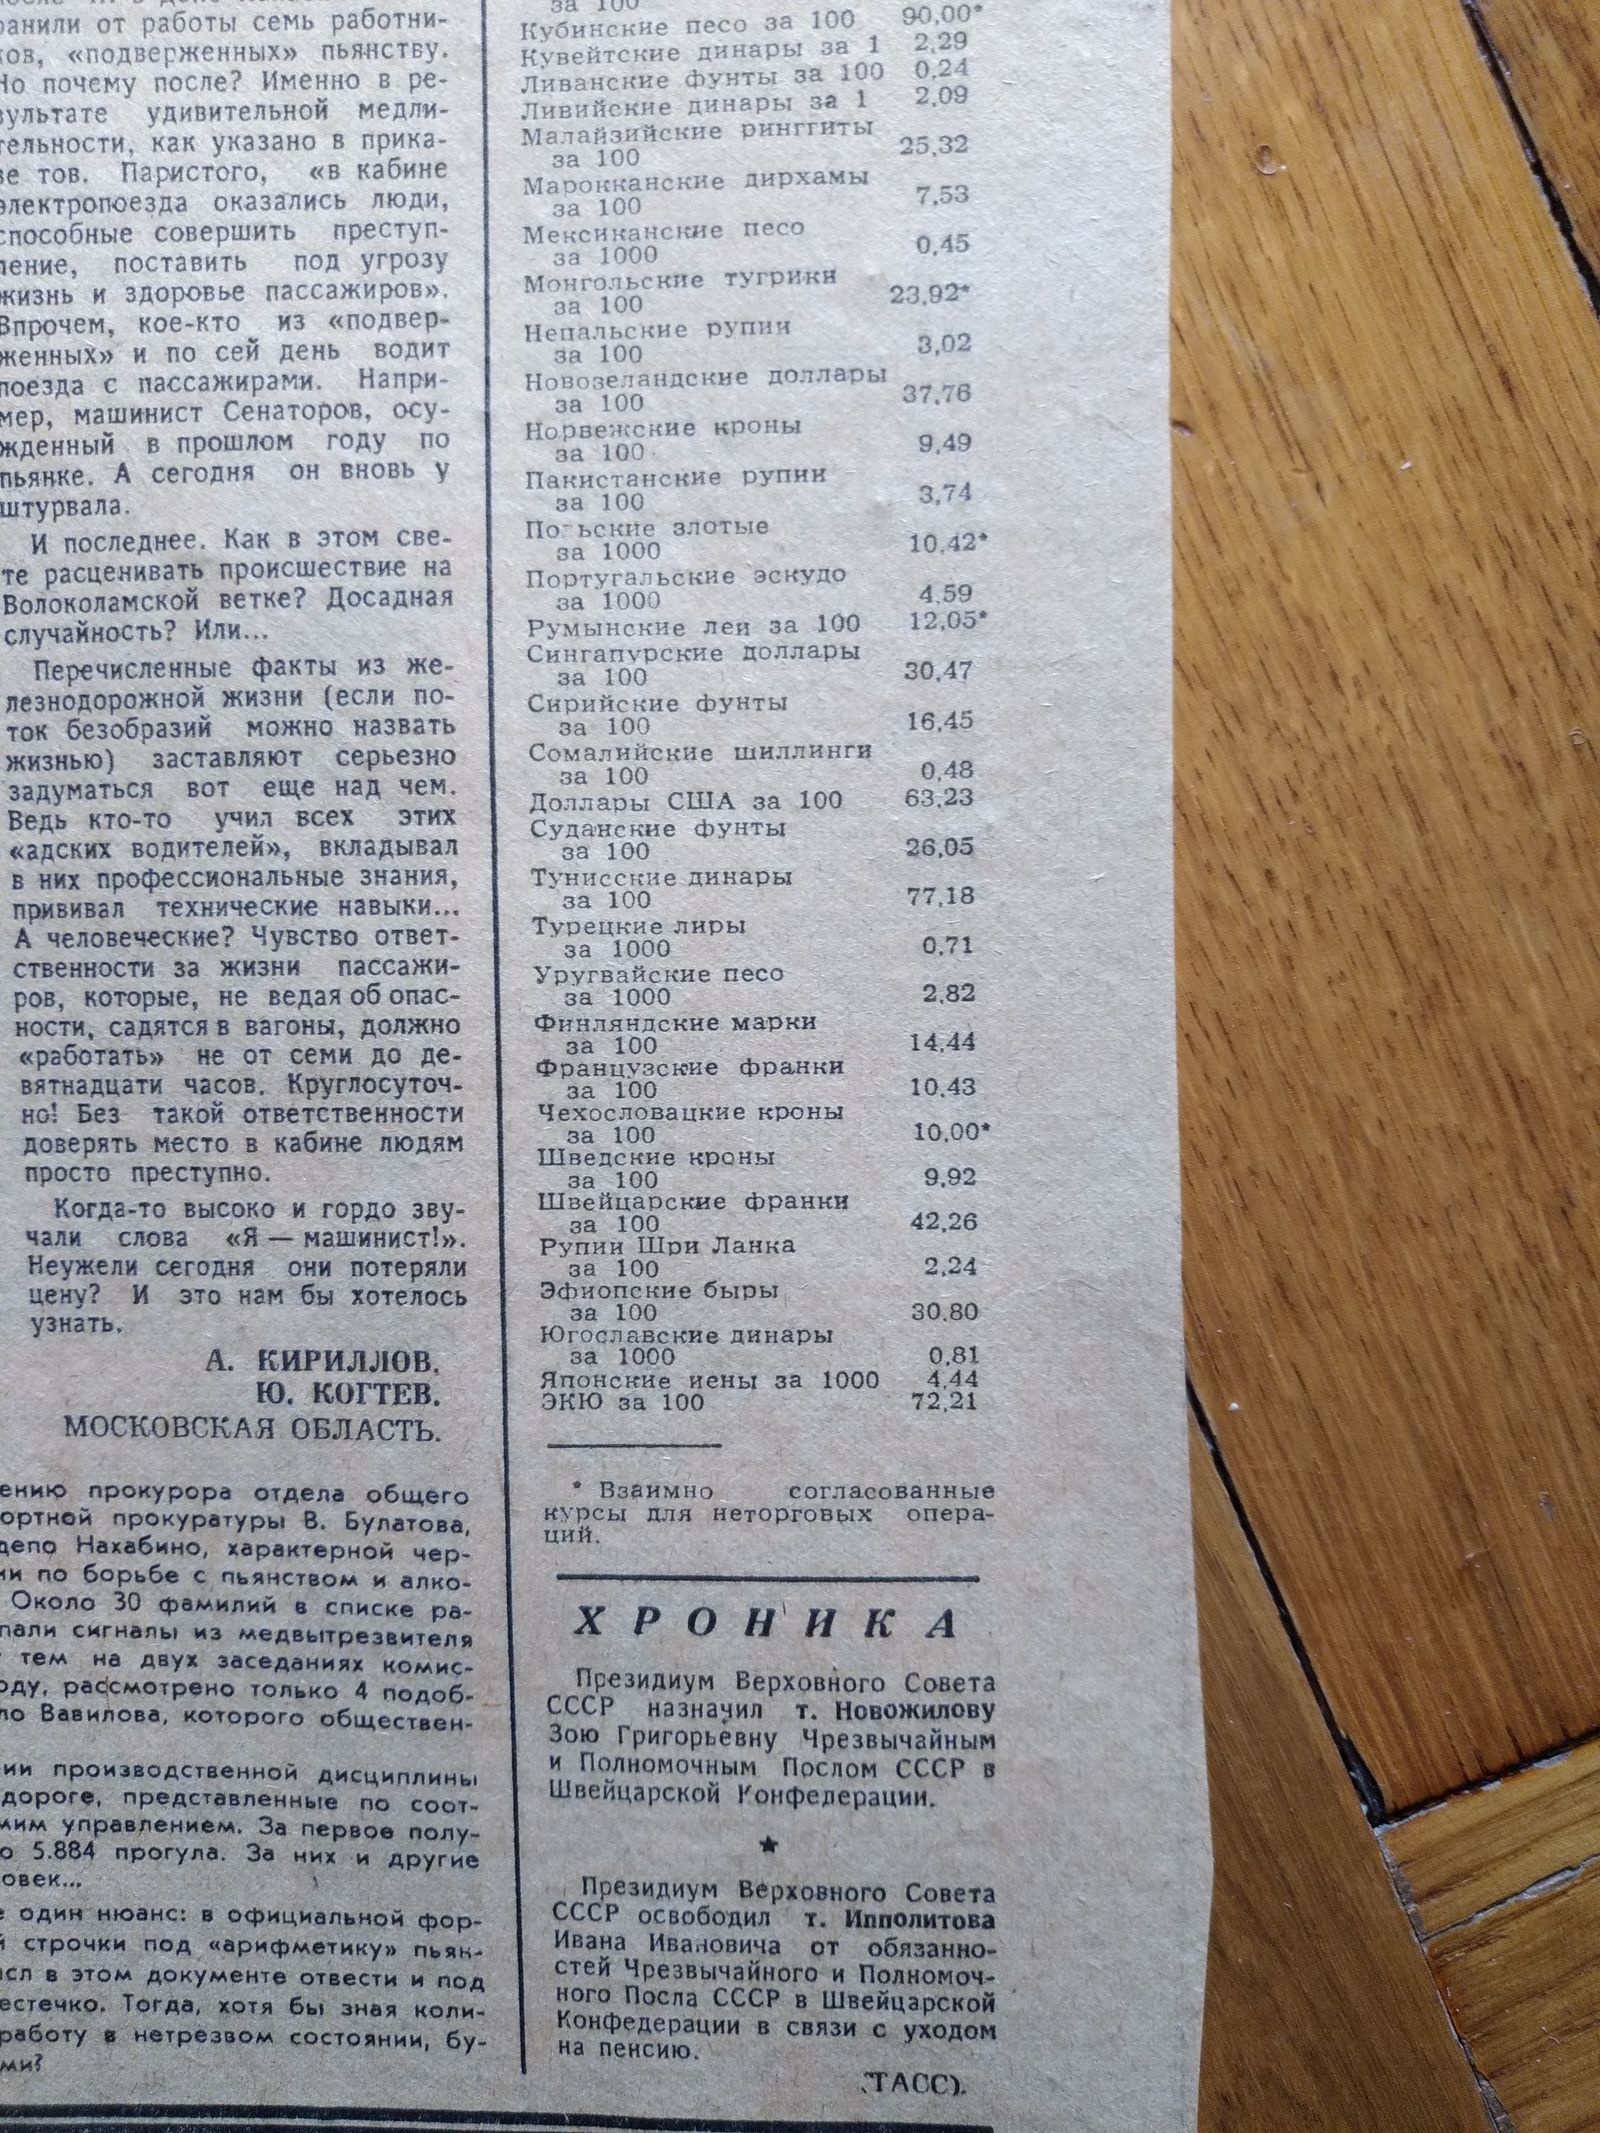 ранили от работы семь работни-
ков, «подверженных» пьянству.
Но почему после? Именно в ре-
зультате удивительной медли-
тельности, как указано в прика-
зе тов. Паристого, «в кабине
электропоезда оказались люди,
способные совершить преступ-
ление, поставить под угрозу
жизнь и здоровье пассажиров».
Впрочем, кое-кто из «подвер-
женных» и по сей день водит
поезда с пассажирами. Напри-
мер, машинист Сенаторов, осу-
жденный в прошлом году по
пьянке. А сегодня он вновь у
штурвала.
И последнее. Как в этом све-
те расценивать происшествие на
Волоколамской ветке? Досадная
случайность? Или...
Перечисленные факты из же-
лезнодорожной жизни (если по-
ток безобразий можно назвать
жизнью) заставляют серьезно
задуматься вот еще над чем.
Ведь кто-то учил всех этих
«адских водителей», вкладывал
в них профессиональные знания,
прививал технические навыки...
А человеческие? Чувство ответ-
ственности за жизни пассажи-
ров, которые, не ведая об опас-
ности, садятся в вагоны, должно
«работать» не от семи до де-
вятнадцати часов. Круглосуточ-
но! Без такой ответственности
доверять место в кабине людям
просто преступно.
Когда-то высоко и гордо зву-
чали слова «Я — машинист!».
Неужели сегодня они потеряли
цену? И это нам бы хотелось
узнать.
А. КИРИЛЛОВ,
Ю. КОГТЕВ.
МОСКОВСКАЯ ОБЛАСТЬ.
ению прокурора отдела общего
ортной прокуратуры В. Булатова,
депо Нахабино, характерной чер-
ии по борьбе с пьянством и алко-
Около 30 фамилий в списке ра-
пали сигналы из медвытрезвителя
тем на двух заседаниях комис-
оду, рассмотрено только 4 подоб-
ло Вавилова, которого обществен-
ии производственной дисциплины
дороге, представленные по соот-
мим управлением. За первое полу-
о 5.884 прогула. За них и другие
овек...
е один нюанс: в официальной фор-
й строчки под «арифметику» пьян-
ысл в этом документе отвести и под
естечко. Тогда, хотя бы зная коли-
работу в нетрезвом состоянии, бу-
ми?
за 100
Кубинские песо за 100 90,00*
Кувейтские динары за 1 2,29
Ливанские фунты за 100 0,24
Ливийские динары за 1 2,09
Малайзийские ринггиты
за 100 25,32
Марокканские дирхамы
за 100 7,53
Мексиканские песо
за 1000 0,45
Монгольские тугрики
за 100 23,92*
Непальские рупии
за 100 3,02
Новозеландские доллары
за 100 37,76
Норвежские кроны
за 100 9,49
Пакистанские рупии
за 100 3,74
Польские злотые
за 1000 10,42*
Португальские эскудо
за 1000 4,59
Румынские леи за 100 12,05*
Сингапурские доллары
за 100 30,47
Сирийские фунты
за 100 16,45
Сомалийские шиллинги
за 100 0,48
Доллары США за 100 63,23
Суданские фунты
за 100 26,05
Тунисские динары
за 100 77,18
Турецкие лиры
за 1000 0,71
Уругвайские песо
за 1000 2,82
Финляндские марки
за 100 14,44
Французские франки
за 100 10,43
Чехословацкие кроны
за 100 10,00*
Шведские кроны
за 100 9,92
Швейцарские франки
за 100 42,26
Рупии Шри Ланка
за 100 2,24
Эфиопские быры
за 100 30,80
Югославские динары
за 1000 0,81
Японские иены за 1000 4,44
ЭКЮ за 100 72,21
* Взаимно согласованные
курсы для неторговых опера-
ций.
ХРОНИКА
Президиум Верховного Совета
СССР назначил т. Новожилову
Зою Григорьевну Чрезвычайным
и Полномочным Послом СССР в
Швейцарской Конфедерации.
★
Президиум Верховного Совета
СССР освободил т. Ипполитова
Ивана Ивановича от обязанно-
стей Чрезвычайного и Полномоч-
ного Посла СССР в Швейцарской
Конфедерации в связи с уходом
на пенсию.
(ТАСС).